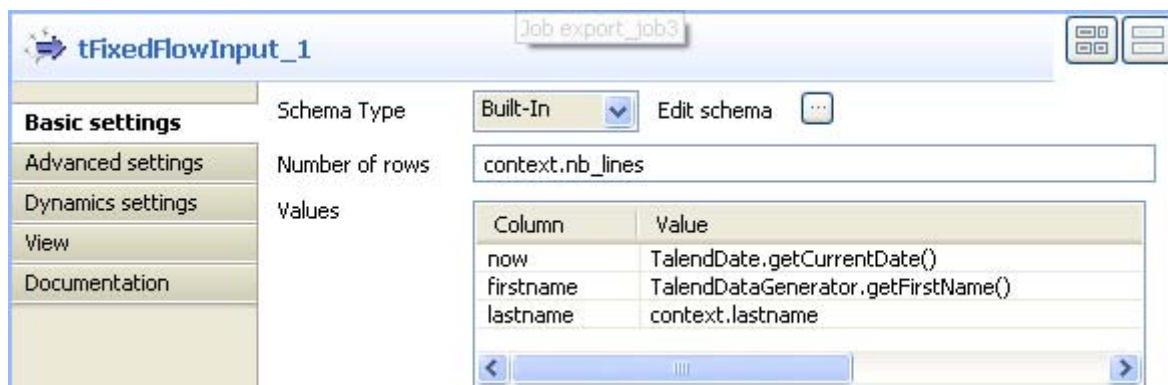 Job export_job3
tFixedFlowInput_1
Basic settings
Advanced settings
Dynamics settings
View
Documentation
Schema Type Built-In Edit schema ...
Number of rows context.nb_lines
Values
Column Value
now TalendDate.getCurrentDate()
firstname TalendDataGenerator.getFirstName()
lastname context.lastname